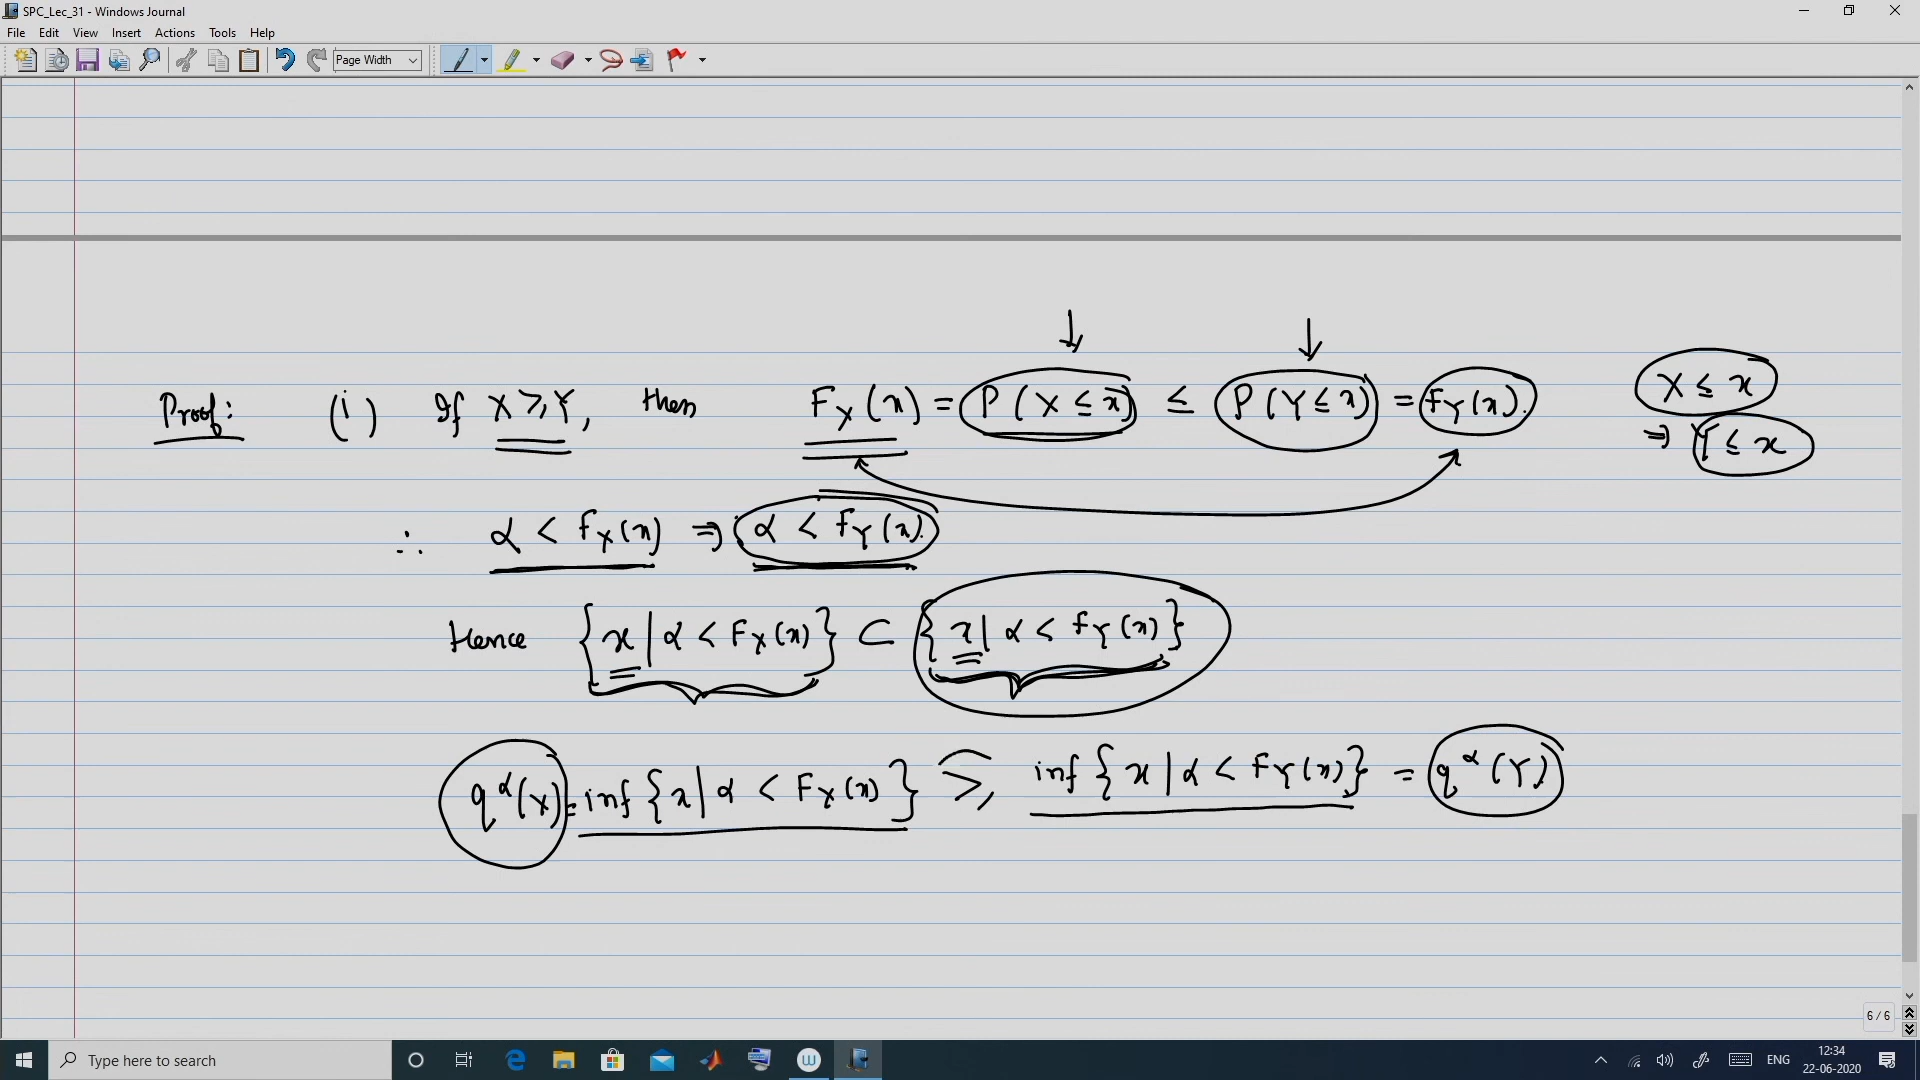 SPC_Lec_31 - Windows Journal
File Edit View Insert Actions Tools Help
Page Width
Proof: (i) If X ≥ Y, then F_X(x) = P(X ≤ x) ≤ P(Y ≤ x) = F_Y(x). X ≤ x
⇒ Y ≤ x
∴ α < F_X(x) ⇒ α < F_Y(x).
Hence {x | α < F_X(x)} ⊂ {x | α < F_Y(x)}
q^α(X) = inf{x | α < F_X(x)} ≥ inf{x | α < F_Y(x)} = q^α(Y)
6 / 6
Type here to search
ENG
12:34
22-06-2020